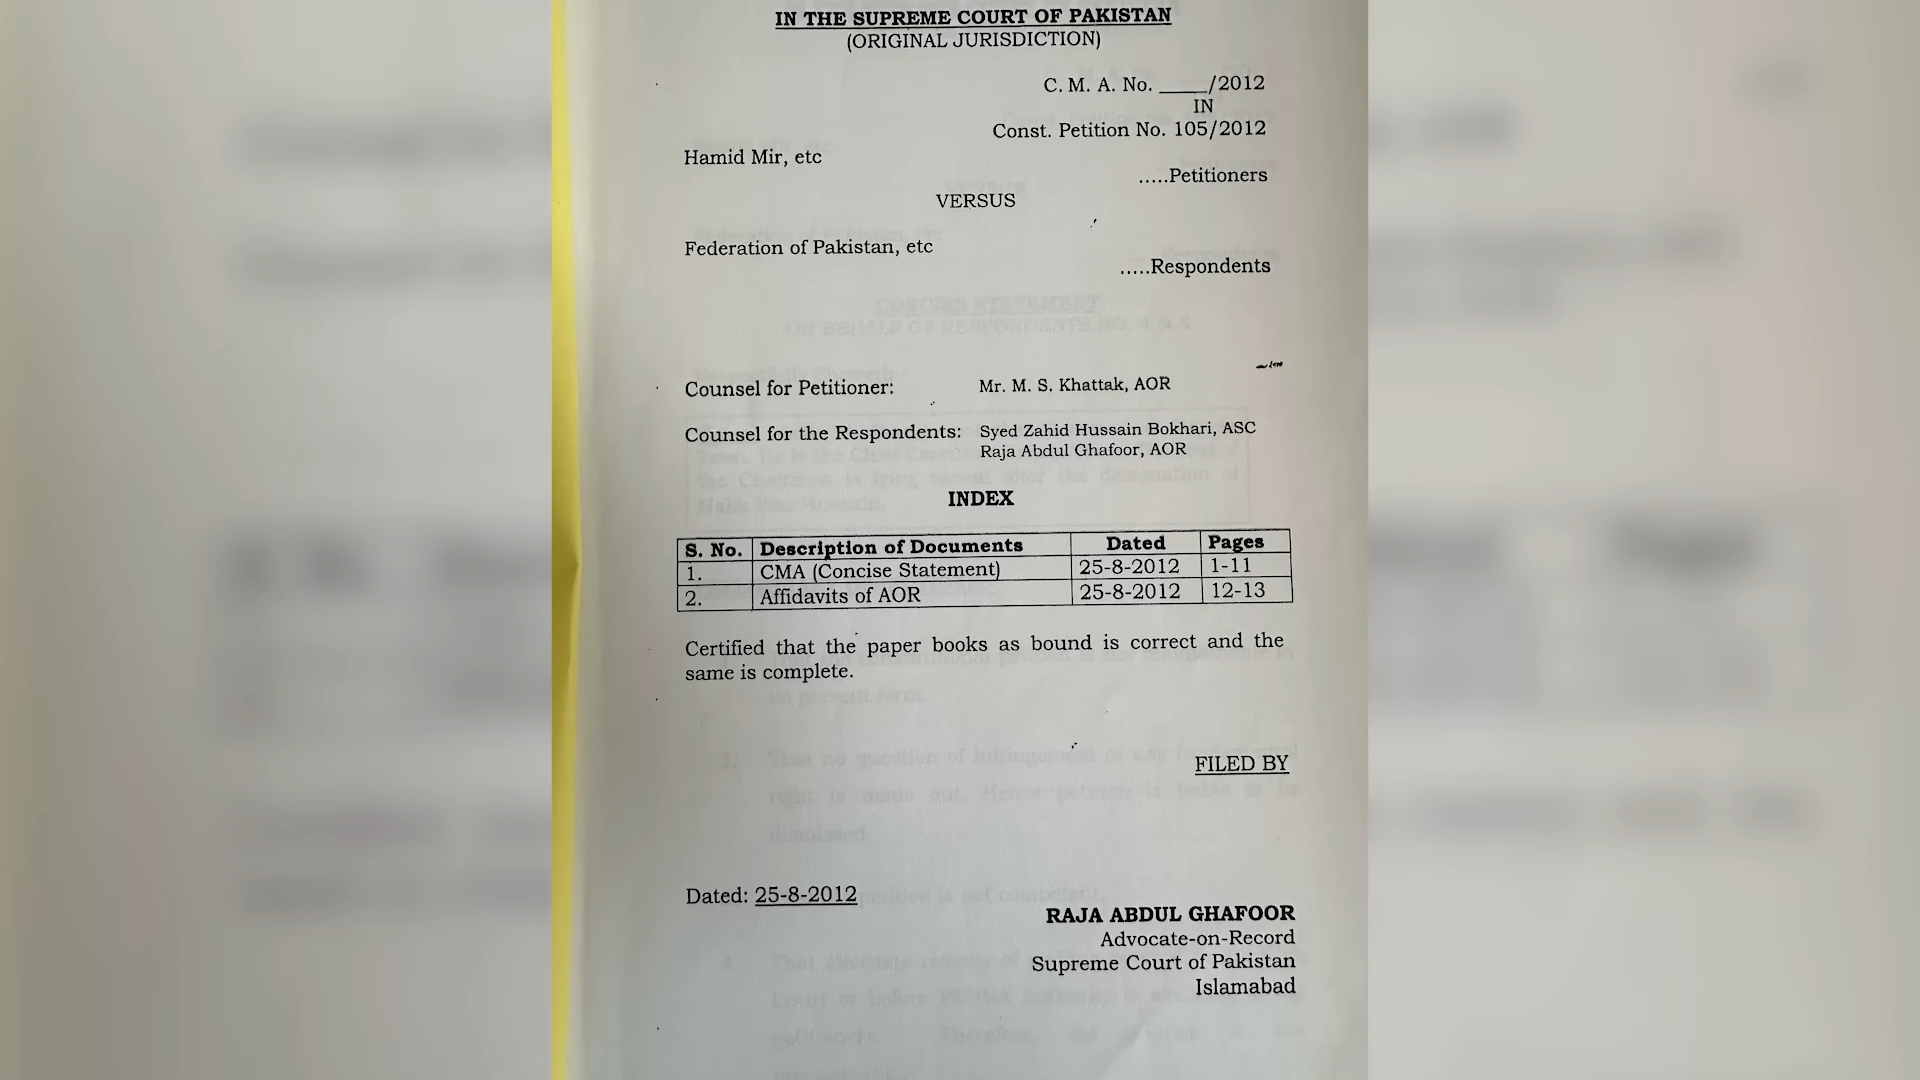 IN THE SUPREME COURT OF PAKISTAN
(ORIGINAL JURISDICTION)
C. M. A. No. ____/2012
IN
Const. Petition No. 105/2012
Hamid Mir, etc
.....Petitioners
VERSUS
Federation of Pakistan, etc
.....Respondents
Counsel for Petitioner: Mr. M. S. Khattak, AOR
Counsel for the Respondents: Syed Zahid Hussain Bokhari, ASC
Raja Abdul Ghafoor, AOR
INDEX
S. No. Description of Documents Dated Pages
1. CMA (Concise Statement) 25-8-2012 1-11
2. Affidavits of AOR 25-8-2012 12-13
Certified that the paper books as bound is correct and the
same is complete.
FILED BY
Dated: 25-8-2012
RAJA ABDUL GHAFOOR
Advocate-on-Record
Supreme Court of Pakistan
Islamabad